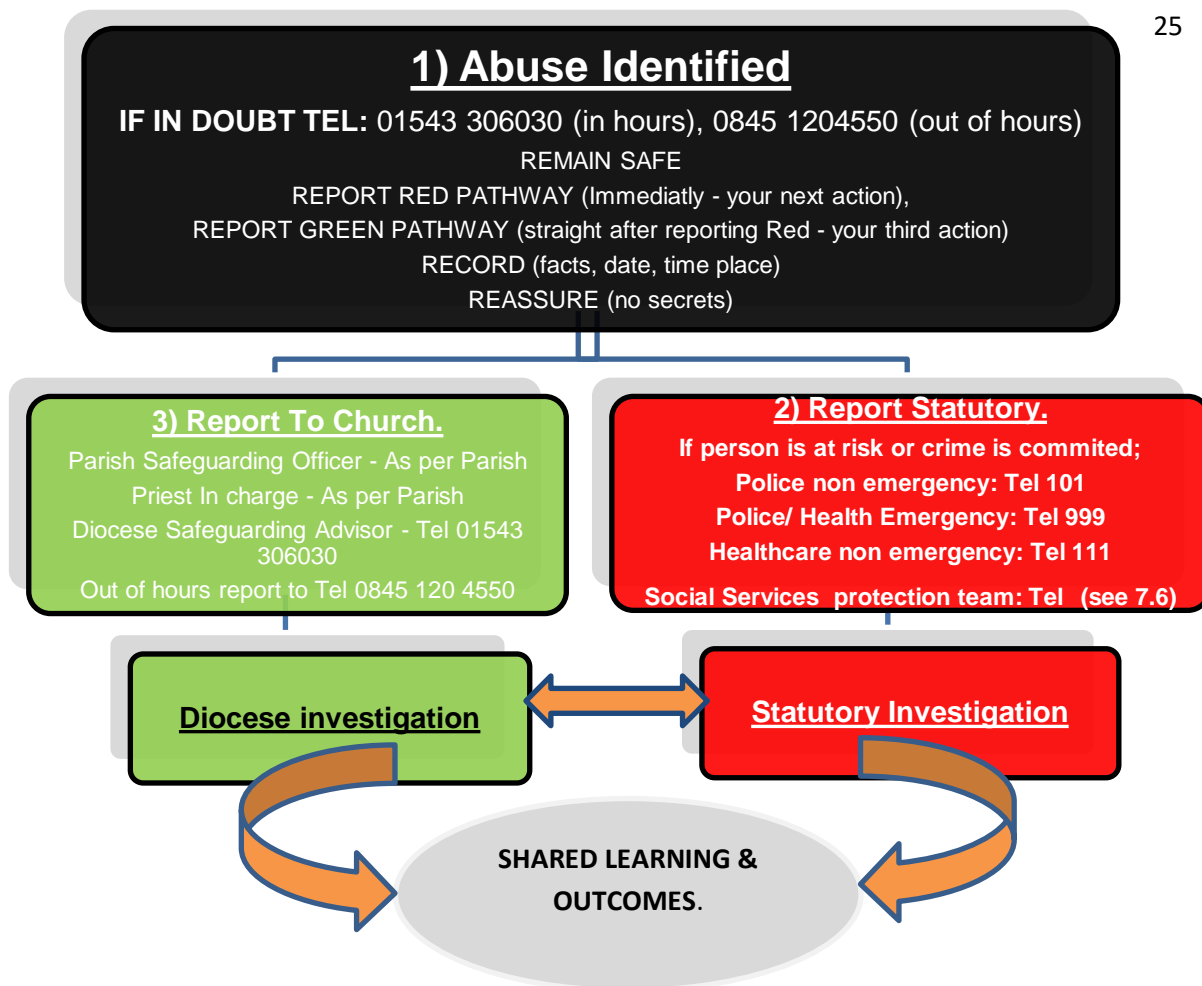 25
1) Abuse Identified
IF IN DOUBT TEL: 01543 306030 (in hours), 0845 1204550 (out of hours)
REMAIN SAFE
REPORT RED PATHWAY (Immediatly - your next action),
REPORT GREEN PATHWAY (straight after reporting Red - your third action)
RECORD (facts, date, time place)
REASSURE (no secrets)
3) Report To Church.
Parish Safeguarding Officer - As per Parish
Priest In charge - As per Parish
Diocese Safeguarding Advisor - Tel 01543
306030
Out of hours report to Tel 0845 120 4550
2) Report Statutory.
If person is at risk or crime is commited;
Police non emergency: Tel 101
Police/ Health Emergency: Tel 999
Healthcare non emergency: Tel 111
Social Services protection team: Tel (see 7.6)
Diocese investigation
Statutory Investigation
SHARED LEARNING &
OUTCOMES.